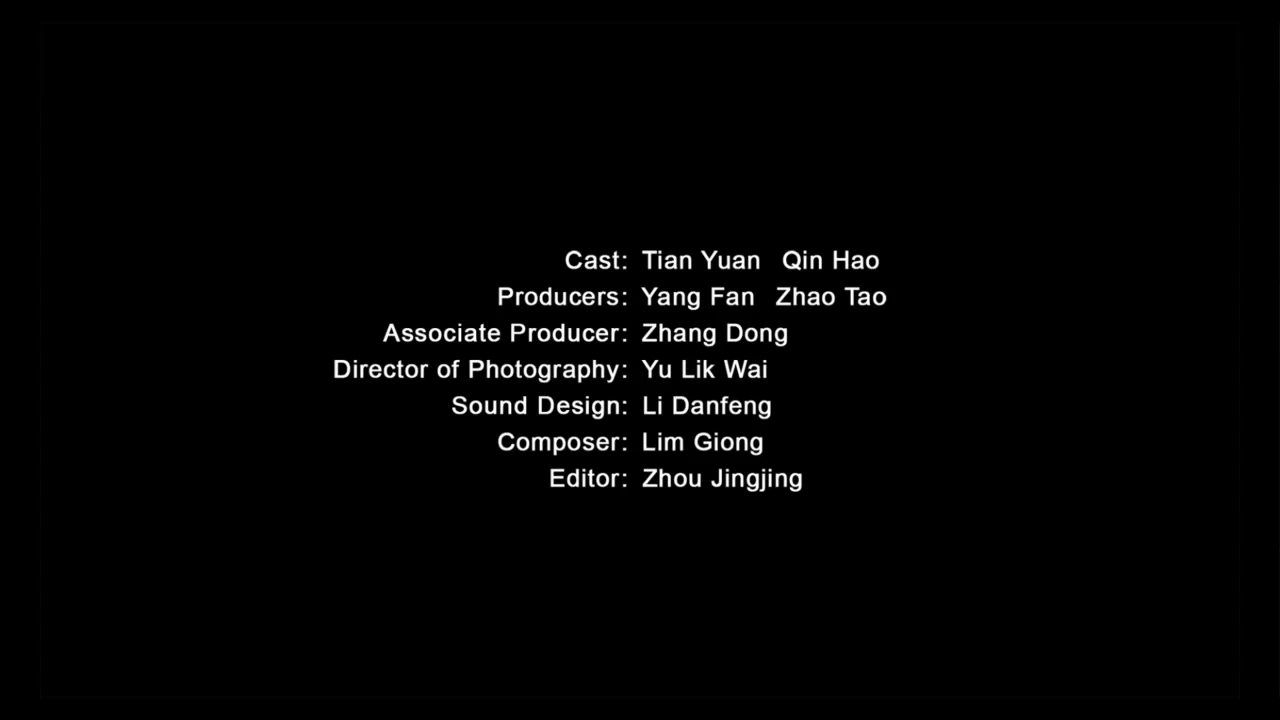 Cast: Tian Yuan Qin Hao
Producers: Yang Fan Zhao Tao
Associate Producer: Zhang Dong
Director of Photography: Yu Lik Wai
Sound Design: Li Danfeng
Composer: Lim Giong
Editor: Zhou Jingjing